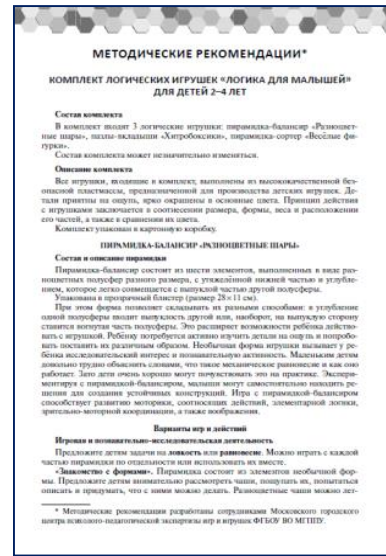 МЕТОДИЧЕСКИЕ РЕКОМЕНДАЦИИ*
КОМПЛЕКТ ЛОГИЧЕСКИХ ИГРУШЕК «ЛОГИКА ДЛЯ МАЛЫШЕЙ»
ДЛЯ ДЕТЕЙ 2–4 ЛЕТ
Состав комплекта
В комплект входят 3 логические игрушки: пирамидка-балансир «Разноцвет-
ные шары», пазлы-вкладыши «Хитробоксики», пирамидка-сортер «Весёлые фи-
гурки».
Состав комплекта может незначительно изменяться.
Описание комплекта
Все игрушки, входящие в комплект, выполнены из высококачественной без-
опасной пластмассы, предназначенной для производства детских игрушек. Де-
тали приятны на ощупь, ярко окрашены в основные цвета. Принцип действия
с игрушками заключается в соотнесении размера, формы, веса и расположению
его частей, а также в сравнении их цвета.
Комплект упакован в картонную коробку.
ПИРАМИДКА-БАЛАНСИР «РАЗНОЦВЕТНЫЕ ШАРЫ»
Состав и описание пирамидки
Пирамидка-балансир состоит из шести элементов, выполненных в виде раз-
ноцветных полусфер разного размера, с утяжелённой нижней частью и углубле-
нием, которое легко совмещается с выпуклой частью другой полусферы.
Упакована в прозрачный блистер (размер 28×11 см).
При этом форма позволяет складывать их разными способами: в углубление
одной полусферы вводит выпуклость другой или, наоборот, на выпуклую сторону
ставится вогнутая часть полусферы. Это расширяет возможности ребёнка действо-
вать с игрушкой. Ребёнку потребуется активно изучить детали на ощупь и попробо-
вать поставить их различным образом. Необычная форма игрушки вызывает у ре-
бёнка исследовательский интерес и познавательную активность. Маленьким детям
довольно трудно объяснить словами, что такое механическое равновесие и как оно
работает. Зато дети очень хорошо могут почувствовать это на практике. Экспери-
ментируя с пирамидкой-балансиром, малыши могут самостоятельно находить ре-
шения для создания устойчивых конструкций. Игра с пирамидкой-балансиром
способствует развитию моторики, соотносящих действий, элементарной логики,
зрительно-моторной координации, а также воображения.
Варианты игр и действий
Игровая и познавательно-исследовательская деятельность
Предложите детям задачи на ловкость или равновесие. Можно играть с каждой
частью пирамидки по отдельности или использовать их вместе.
«Знакомство с формами». Пирамидка состоит из элементов необычной фор-
мы. Предложите детям внимательно рассмотреть чаши, пощупать их, попытаться
описать и придумать, что с ними можно делать. Разноцветные чаши можно лег-
* Методические рекомендации разработаны сотрудниками Московского городского
центра психолого-педагогической экспертизы игр и игрушек ФГБОУ ВО МГППУ.